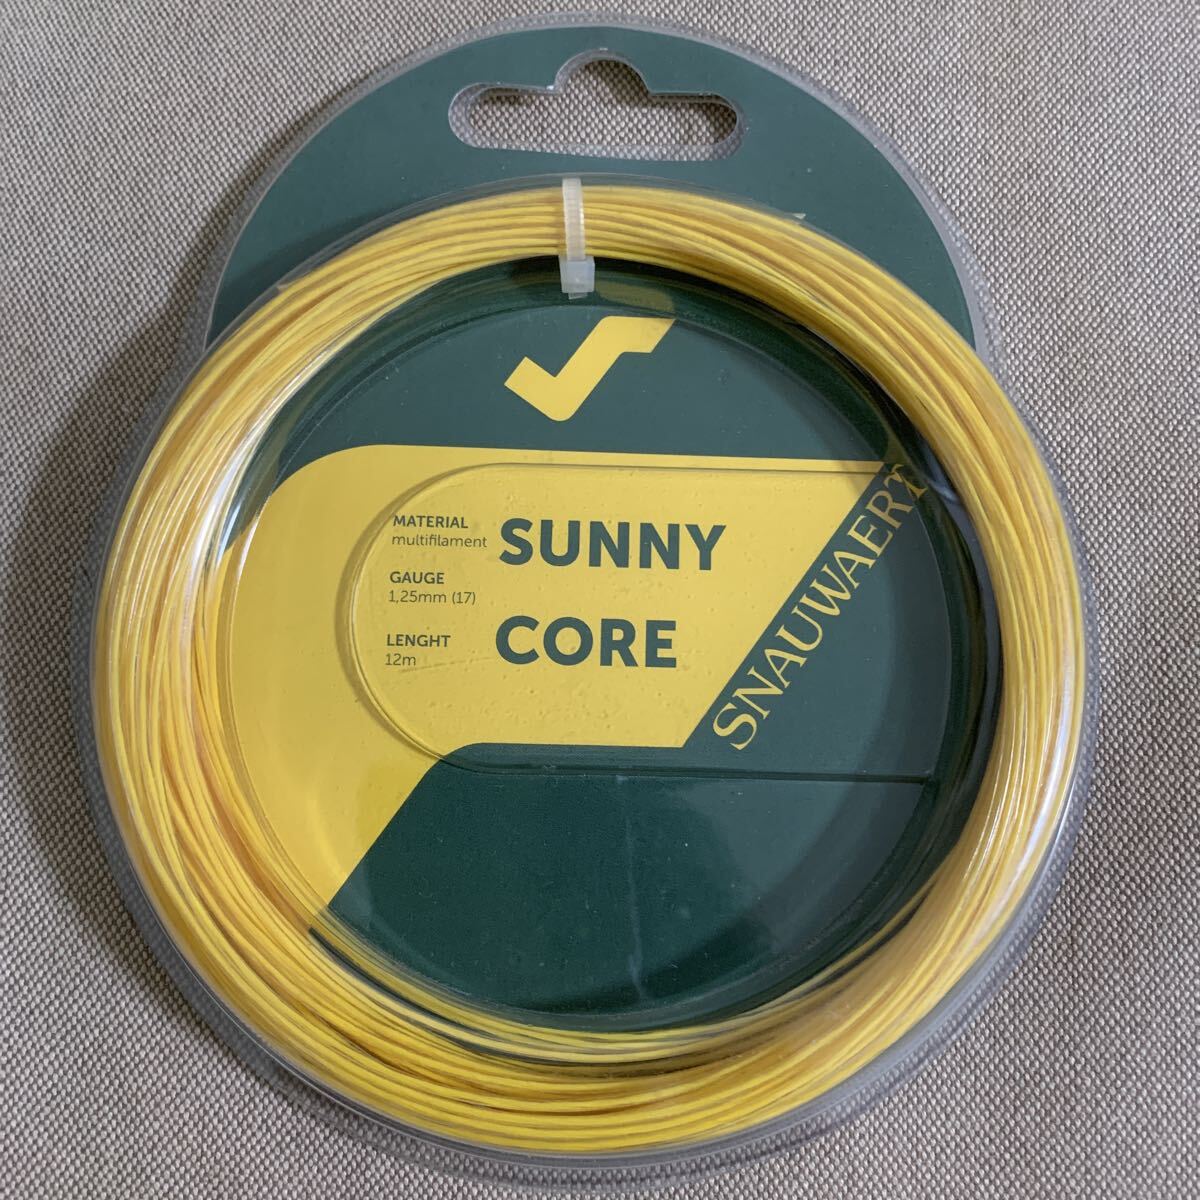 MATERIAL
multifilament
GAUGE
1,25mm (17)
LENGHT
12m
SUNNY
CORE
SNAUWAERT